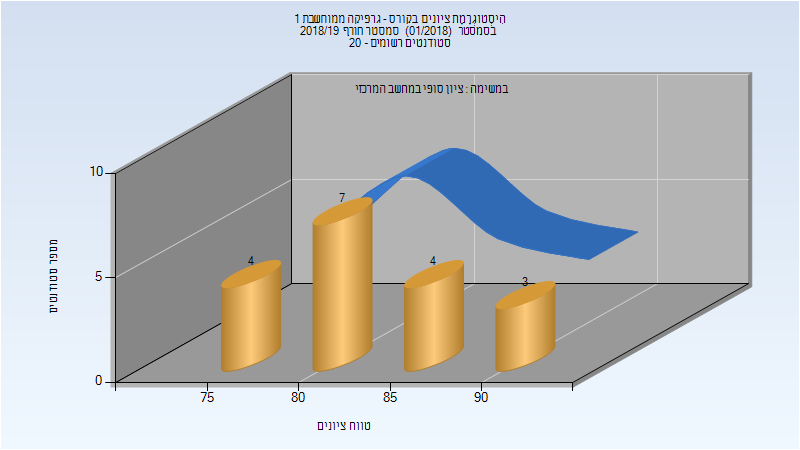 היסטוגרמת ציונים בקורס - גרפיקה ממוחשבת 1
בסמסטר (01/2018) סמסטר חורף 2018/19
סטודנטים רשומים - 20
במשימה : ציון סופי במחשב המרכזי
10
5
0
מספר סטודנטים
4
7
4
3
75
80
85
90
טווח ציונים